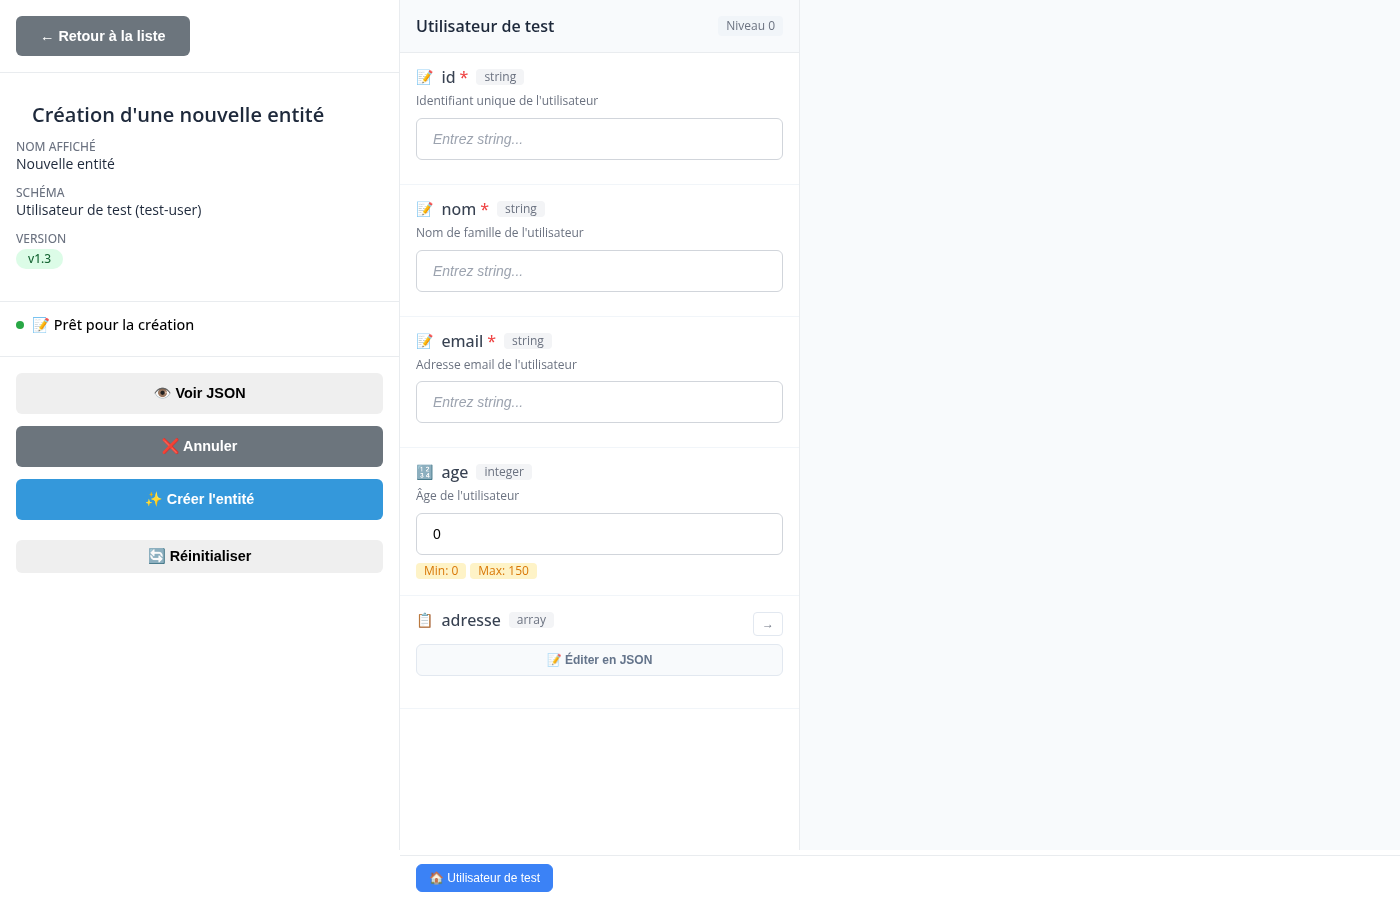 ← Retour à la liste
Création d'une nouvelle entité
NOM AFFICHÉ
Nouvelle entité
SCHÉMA
Utilisateur de test (test-user)
VERSION
v1.3
📝 Prêt pour la création
👁️ Voir JSON
❌ Annuler
✨ Créer l'entité
🔄 Réinitialiser
Utilisateur de test Niveau 0
📝 id * string
Identifiant unique de l'utilisateur
Entrez string...
📝 nom * string
Nom de famille de l'utilisateur
Entrez string...
📝 email * string
Adresse email de l'utilisateur
Entrez string...
🔢 age integer
Âge de l'utilisateur
0
Min: 0 Max: 150
📋 adresse array →
📝 Éditer en JSON
🏠 Utilisateur de test